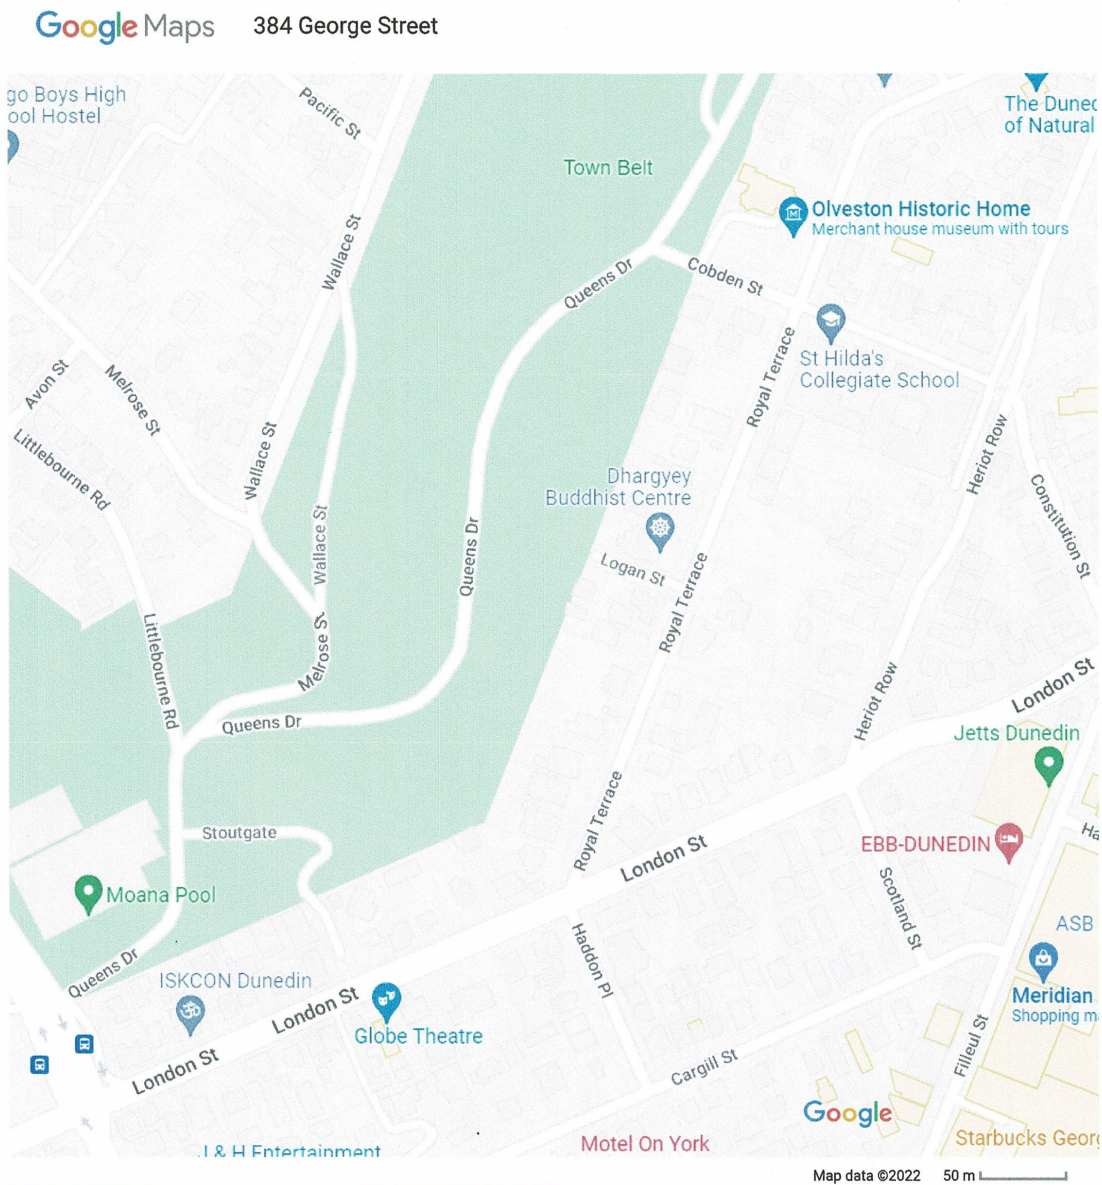 Google Maps 384 George Street
go Boys High
ool Hostel
Pacific St
The Dunec
of Natural
Town Belt
Olveston Historic Home
Merchant house museum with tours
Wallace St
Queens Dr
Cobden St
St Hilda's
Collegiate School
Royal Terrace
Avon St
Melrose St
Littlebourne Rd
Wallace St
Heriot Row
Dhargyey
Buddhist Centre
Constitution St
Wallace St
Queens Dr
Logan St
Royal Terrace
Littlebourne Rd
Melrose St
Heriot Row
London St
Queens Dr
Jetts Dunedin
Royal Terrace
Stoutgate
London St
EBB-DUNEDIN
Ha
Moana Pool
Scotland St
ASB
Haddon Pl
Queens Dr
ISKCON Dunedin
London St
Meridian
Shopping ma
Globe Theatre
London St
Cargill St
Filleul St
Google
J & H Entertainment
Motel On York
Starbucks Georg
Map data ©2022 50 m